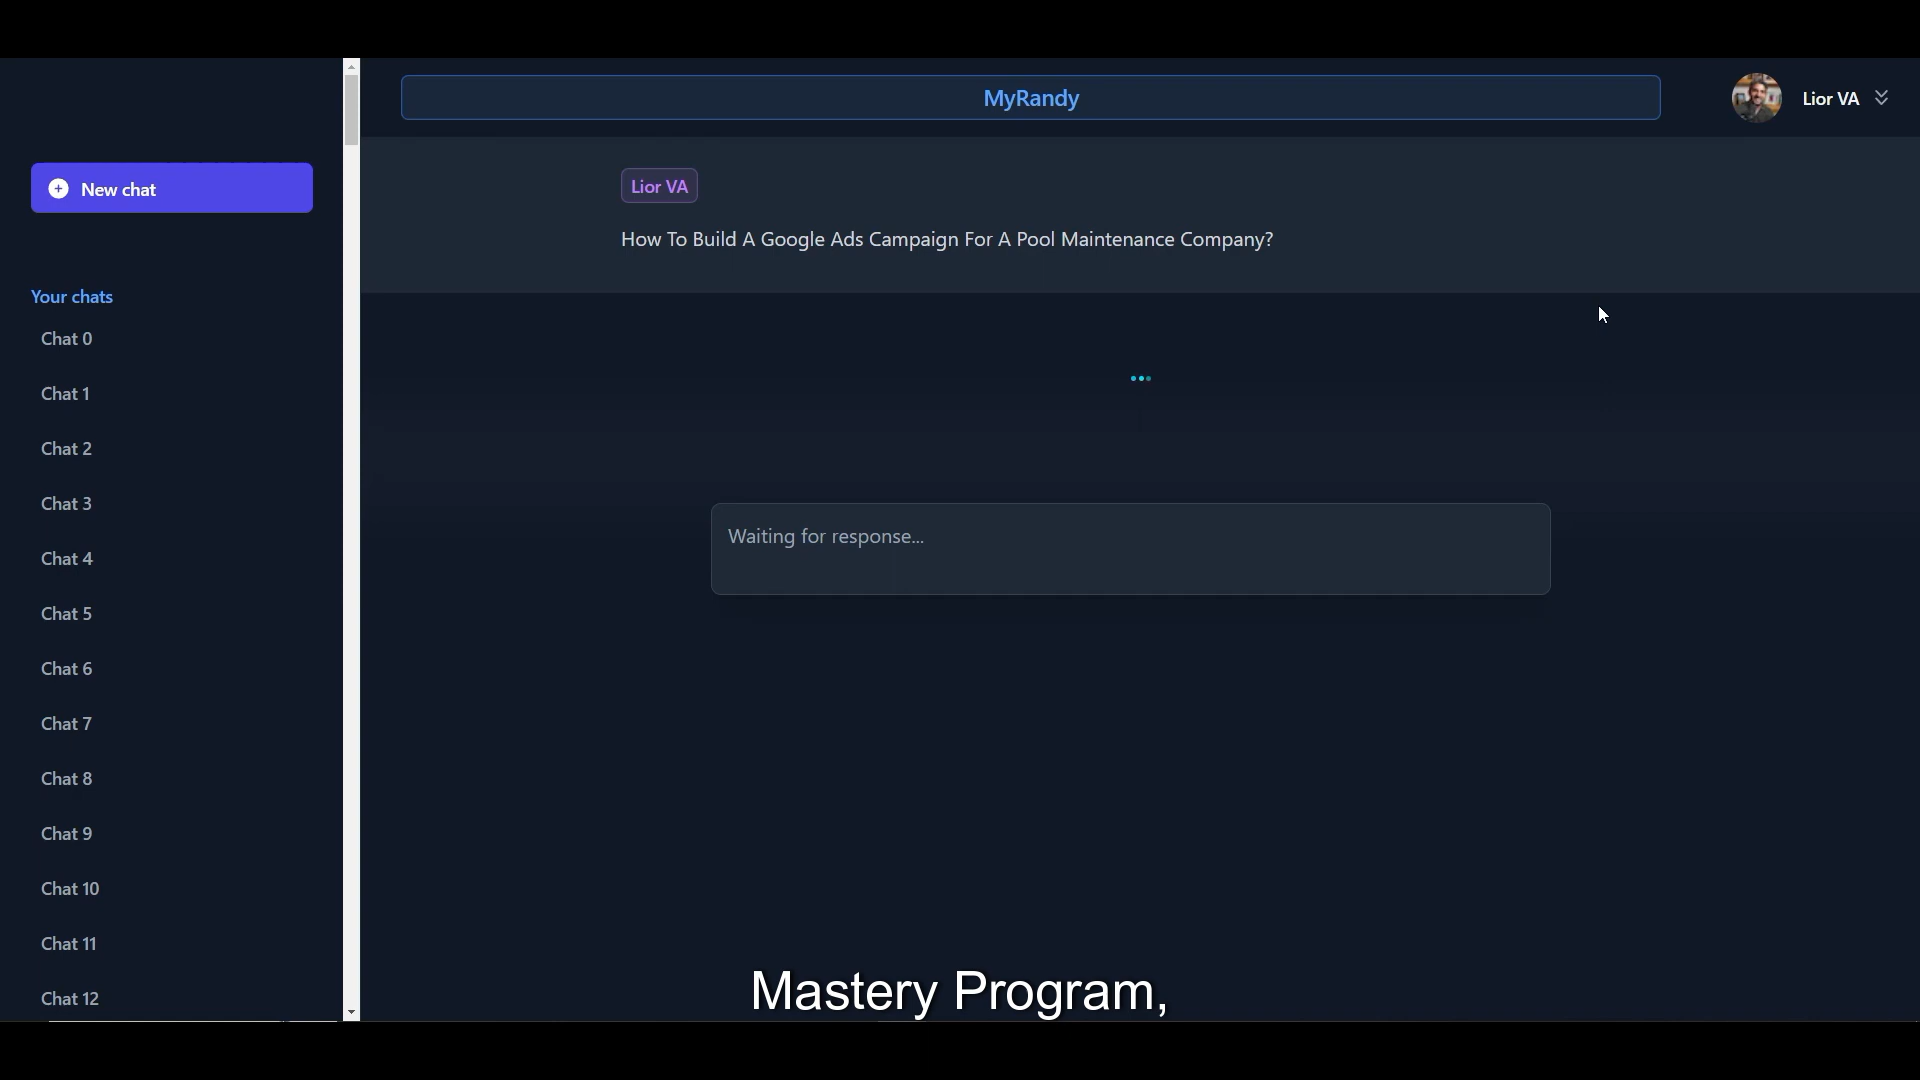 MyRandy
Lior VA
New chat
Lior VA
How To Build A Google Ads Campaign For A Pool Maintenance Company?
Your chats
Chat 0
Chat 1
Chat 2
Chat 3
Chat 4
Chat 5
Chat 6
Chat 7
Chat 8
Chat 9
Chat 10
Chat 11
Chat 12
Waiting for response...
Mastery Program,